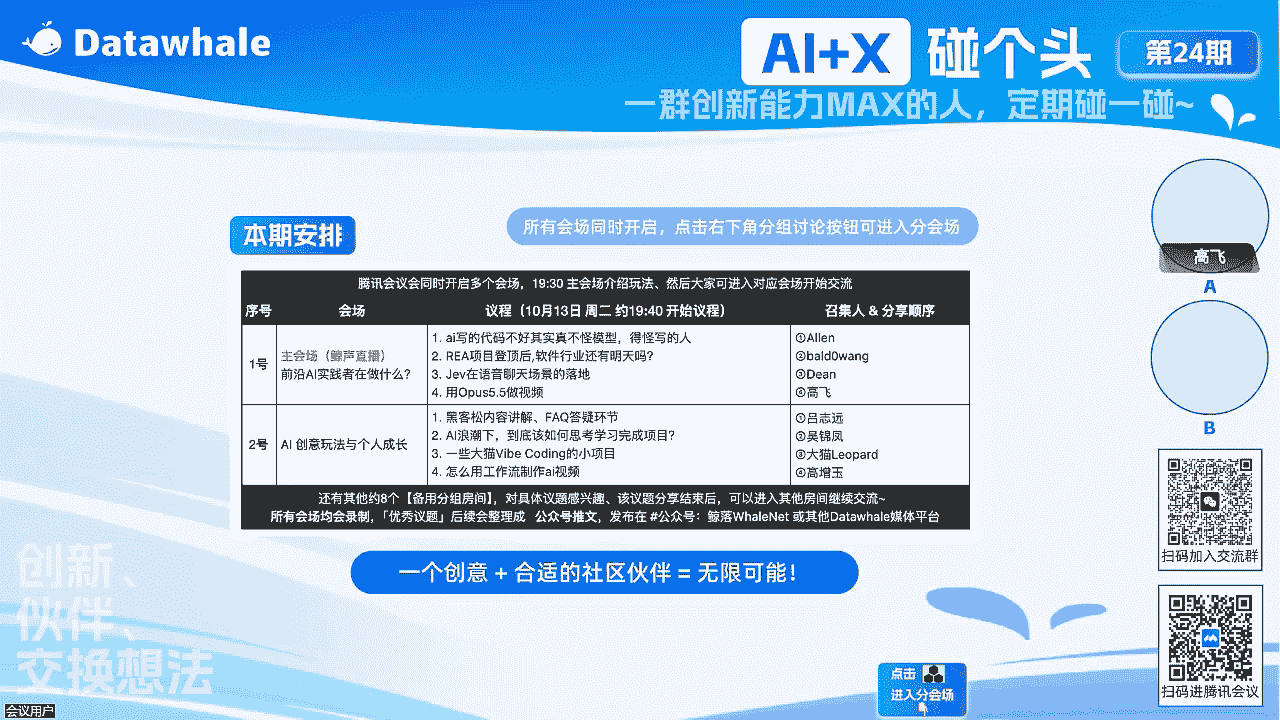 Datawhale
AI+X 碰个头 第24期
一群创新能力MAX的人，定期碰一碰~
本期安排
所有会场同时开启，点击右下角分组讨论按钮可进入分会场
腾讯会议会同时开启多个会场，19:30 主会场介绍玩法、然后大家可进入对应会场开始交流
序号 会场 议程（10月13日 周二 约19:40 开始议程） 召集人 & 分享顺序
1号
主会场（鲸声直播）
前沿AI实践者在做什么？
1. ai写的代码不好其实真不怪模型，得怪写的人
2. REA项目登顶后,软件行业还有明天吗?
3. Jev在语音聊天场景的落地
4. 用Opus5.5做视频
①Allen
②bald0wang
③Dean
④高飞
2号
AI 创意玩法与个人成长
1. 黑客松内容讲解、FAQ答疑环节
2. AI浪潮下，到底该如何思考学习完成项目?
3. 一些大猫Vibe Coding的小项目
4. 怎么用工作流制作ai视频
①吕志远
②吴锦凤
③大猫Leopard
④高增玉
还有其他约8个【备用分组房间】，对具体议题感兴趣、该议题分享结束后，可以进入其他房间继续交流~
所有会场均会录制，「优秀议题」后续会整理成 公众号推文，发布在 #公众号：鲸落WhaleNet 或其他Datawhale媒体平台
一个创意 + 合适的社区伙伴 = 无限可能！
高飞
A
B
扫码加入交流群
扫码进腾讯会议
创新、
伙伴、
交换想法
点击
进入分会场
会议用户